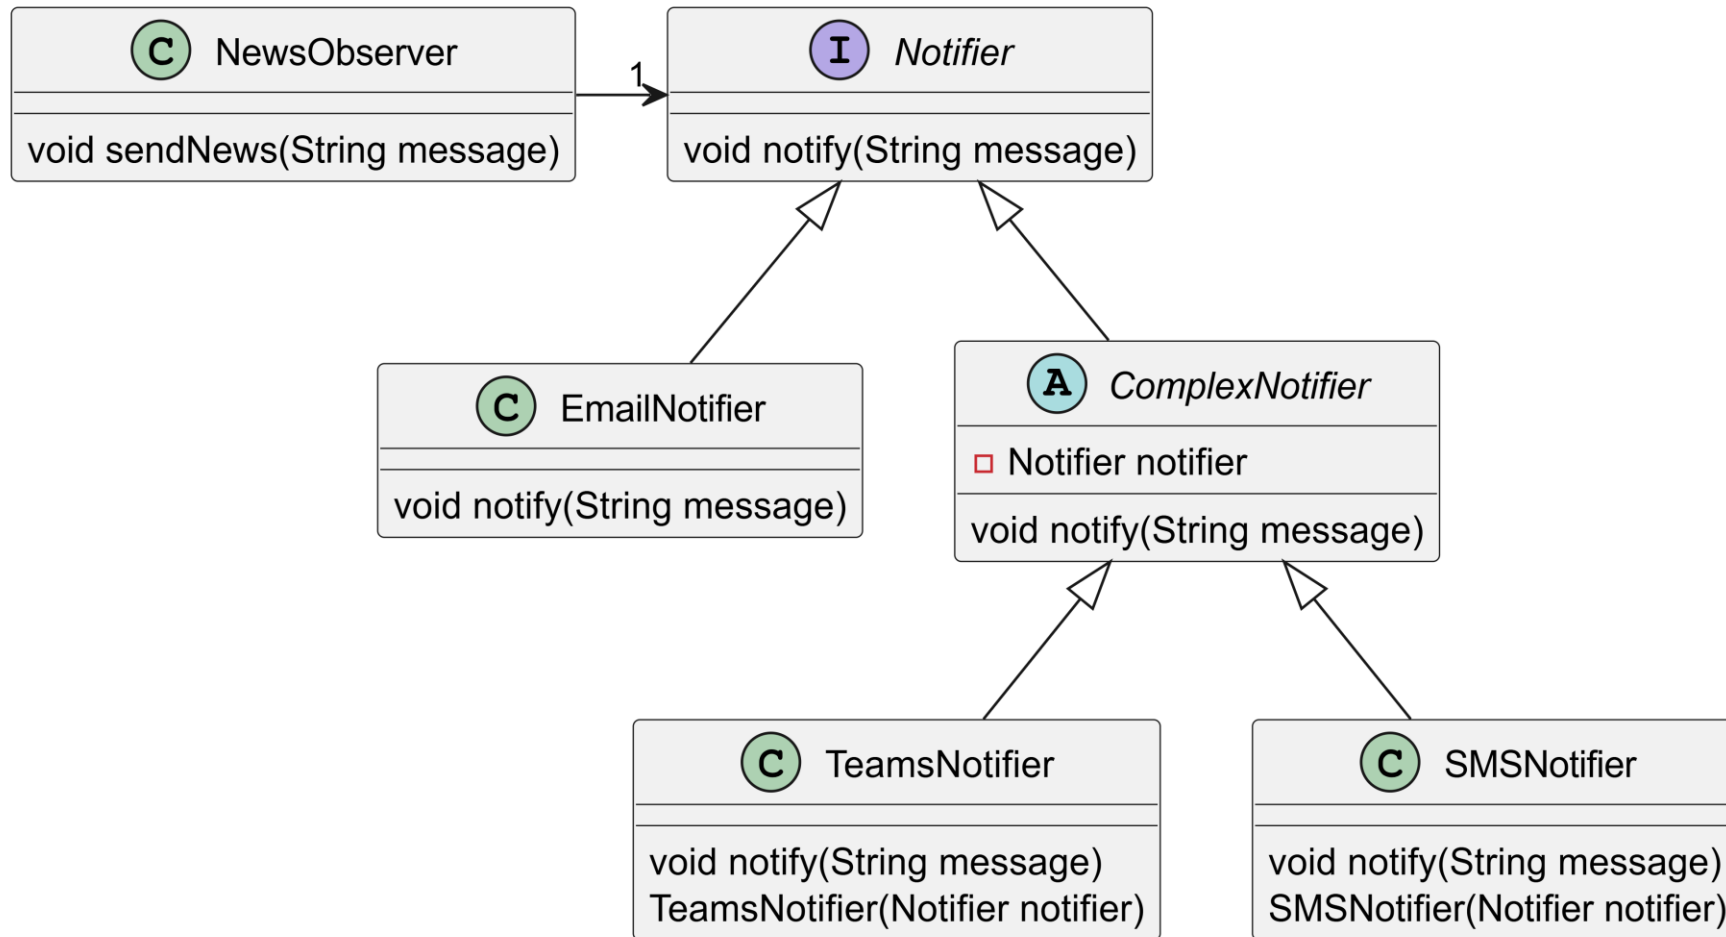 C NewsObserver
void sendNews(String message)
1
I Notifier
void notify(String message)
C EmailNotifier
void notify(String message)
A ComplexNotifier
Notifier notifier
void notify(String message)
C TeamsNotifier
void notify(String message)
TeamsNotifier(Notifier notifier)
C SMSNotifier
void notify(String message)
SMSNotifier(Notifier notifier)